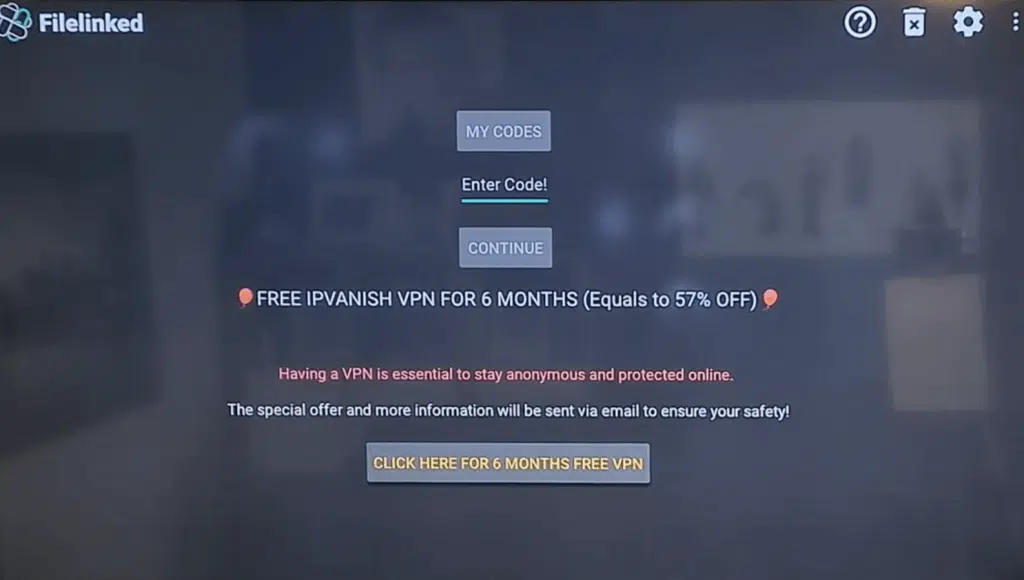 Filelinked
MY CODES
Enter Code!
CONTINUE
🎈FREE IPVANISH VPN FOR 6 MONTHS (Equals to 57% OFF)🎈
Having a VPN is essential to stay anonymous and protected online.
The special offer and more information will be sent via email to ensure your safety!
CLICK HERE FOR 6 MONTHS FREE VPN